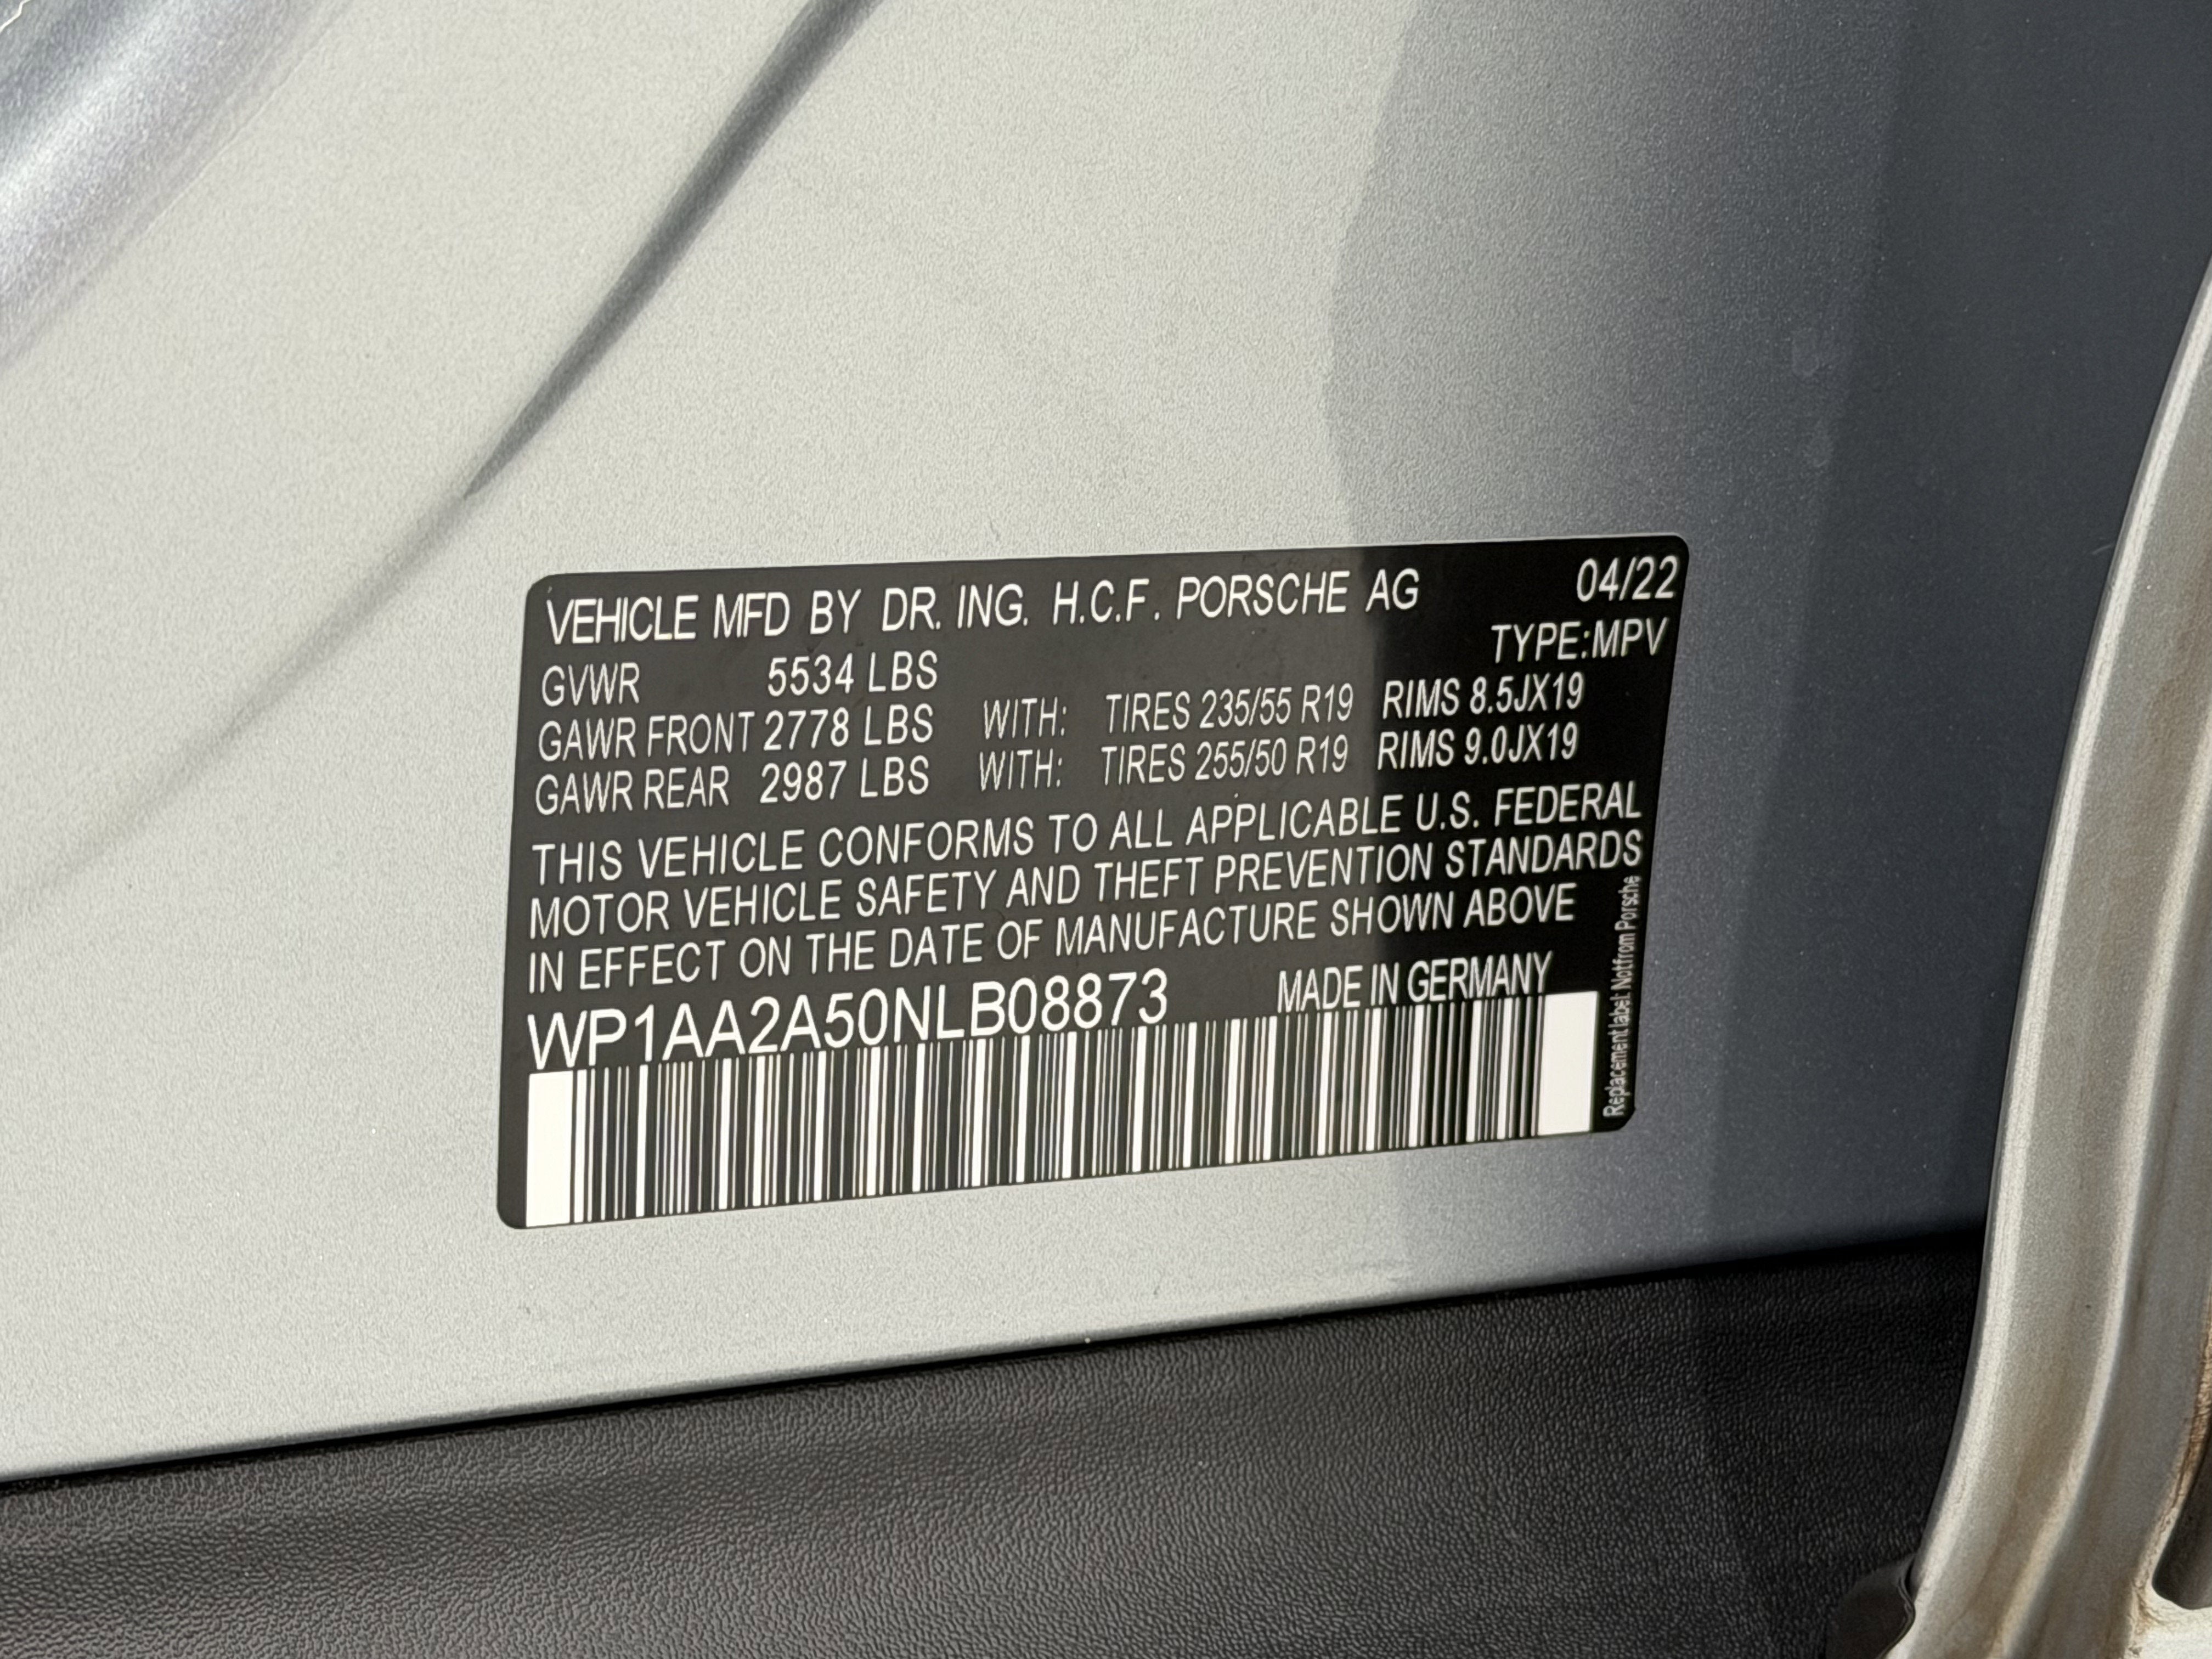 VEHICLE MFD BY DR. ING. H.C.F. PORSCHE AG 04/22
TYPE:MPV
GVWR 5534 LBS
GAWR FRONT 2778 LBS WITH: TIRES 235/55 R19 RIMS 8.5JX19
GAWR REAR 2987 LBS WITH: TIRES 255/50 R19 RIMS 9.0JX19
THIS VEHICLE CONFORMS TO ALL APPLICABLE U.S. FEDERAL
MOTOR VEHICLE SAFETY AND THEFT PREVENTION STANDARDS
IN EFFECT ON THE DATE OF MANUFACTURE SHOWN ABOVE
WP1AA2A50NLB08873 MADE IN GERMANY
Replacement label. Notfrom Porsche